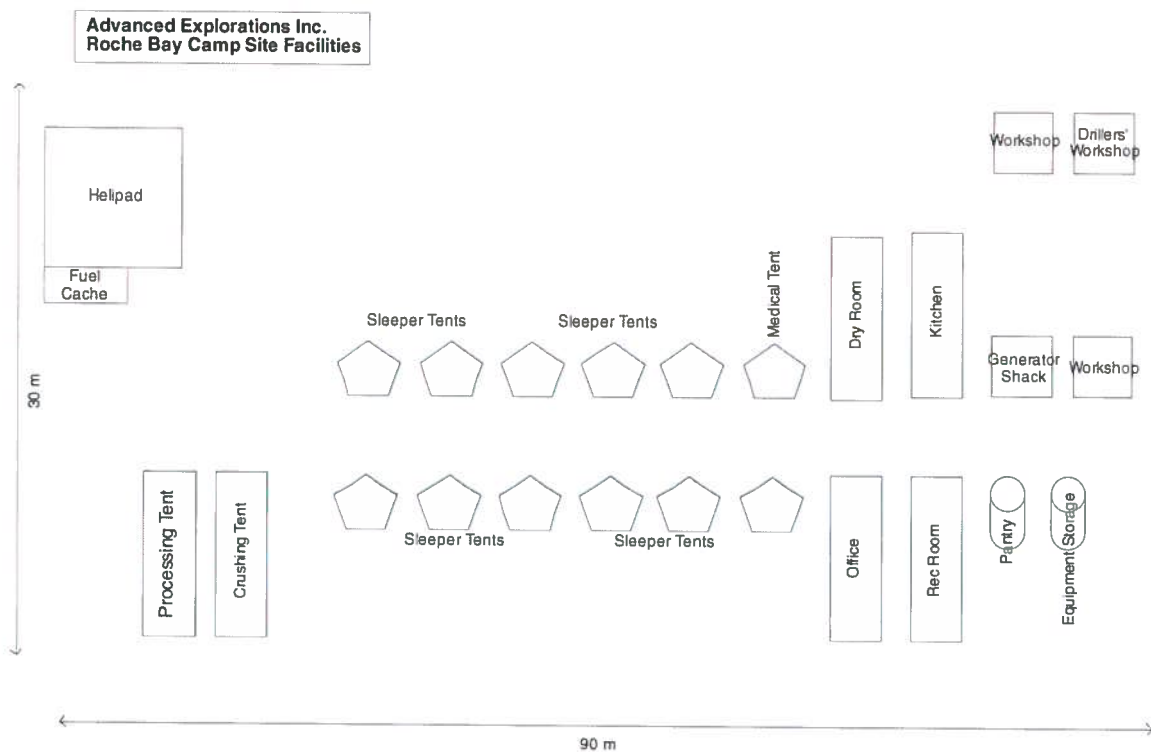 Advanced Explorations Inc.
Roche Bay Camp Site Facilities
Helipad
Fuel
Cache
30 m
Workshop
Drillers'
Workshop
Sleeper Tents
Sleeper Tents
Medical Tent
Dry Room
Kitchen
Generator
Shack
Workshop
Processing Tent
Crushing Tent
Sleeper Tents
Sleeper Tents
Office
Rec Room
Pantry
Equipment Storage
90 m